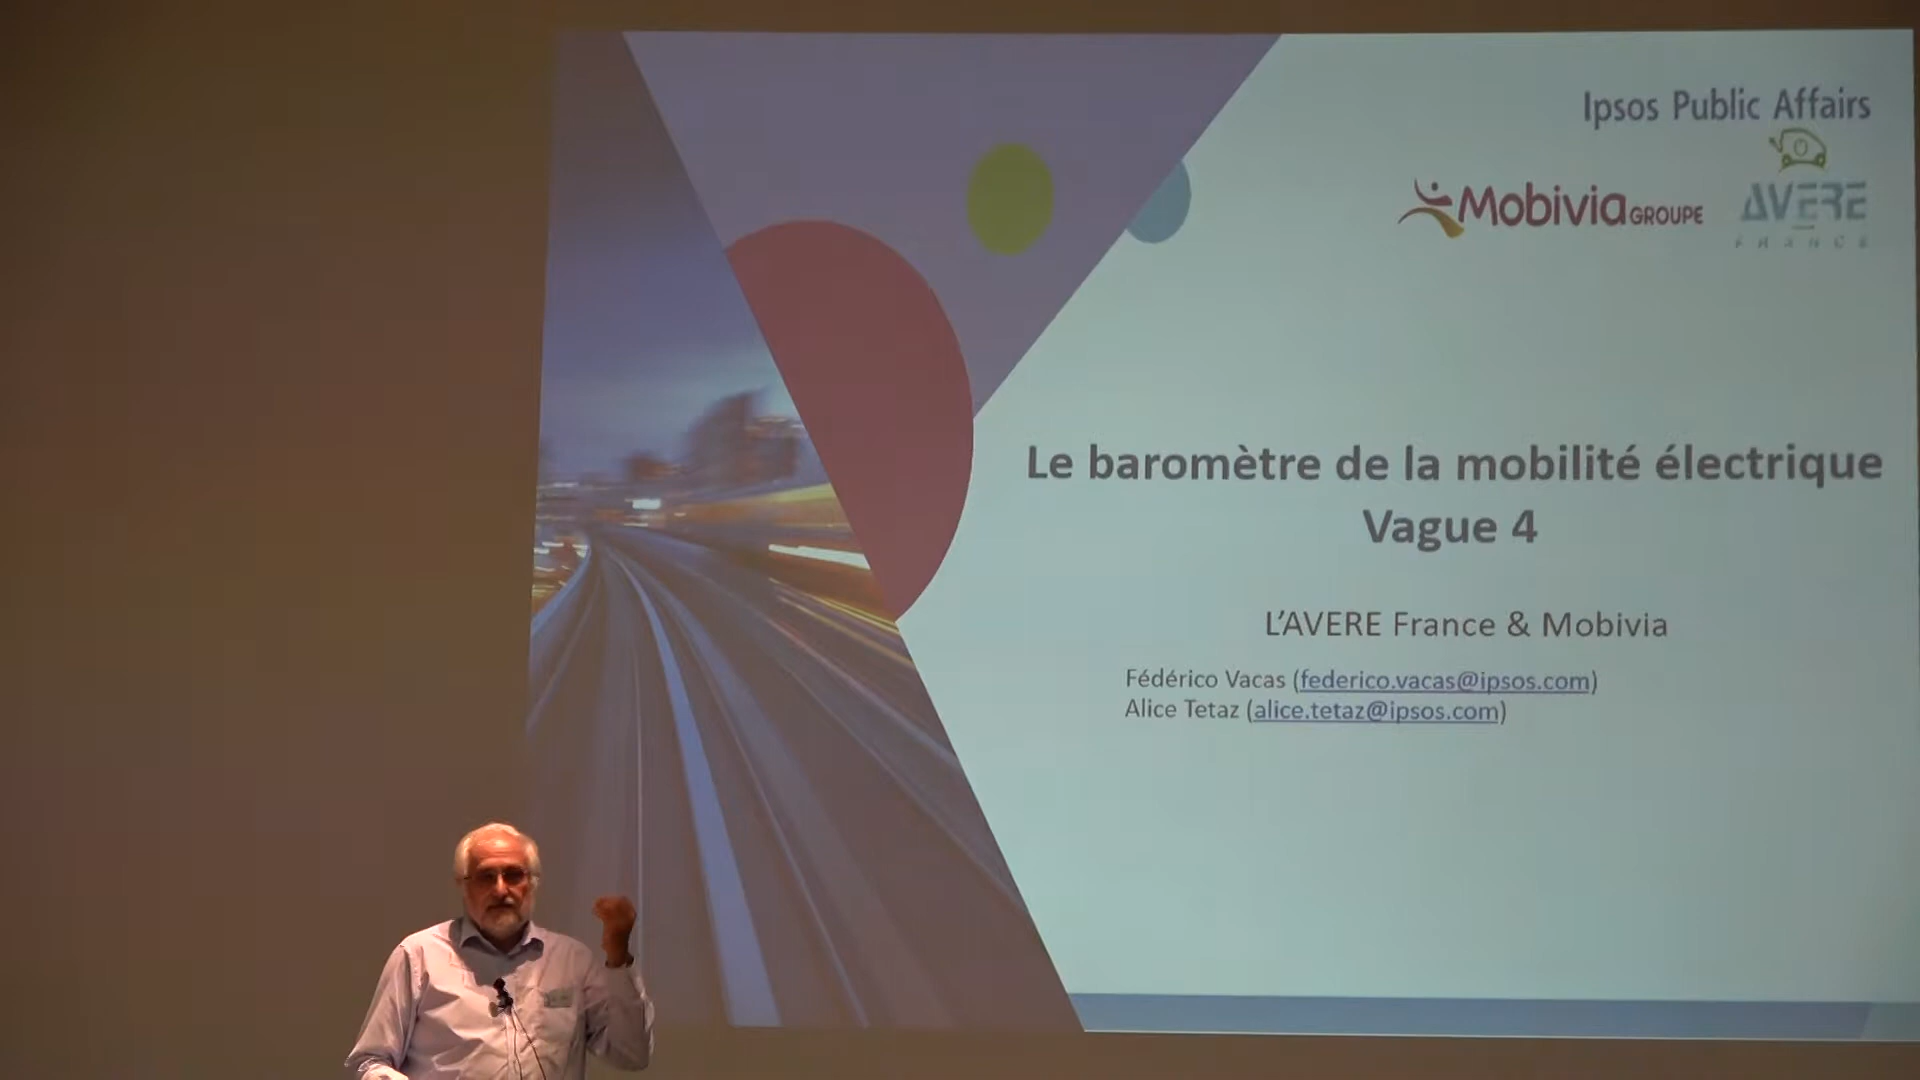 Ipsos Public Affairs
Mobivia GROUPE
AVERE
FRANCE
Le baromètre de la mobilité électrique
Vague 4
L'AVERE France & Mobivia
Fédérico Vacas (federico.vacas@ipsos.com)
Alice Tetaz (alice.tetaz@ipsos.com)